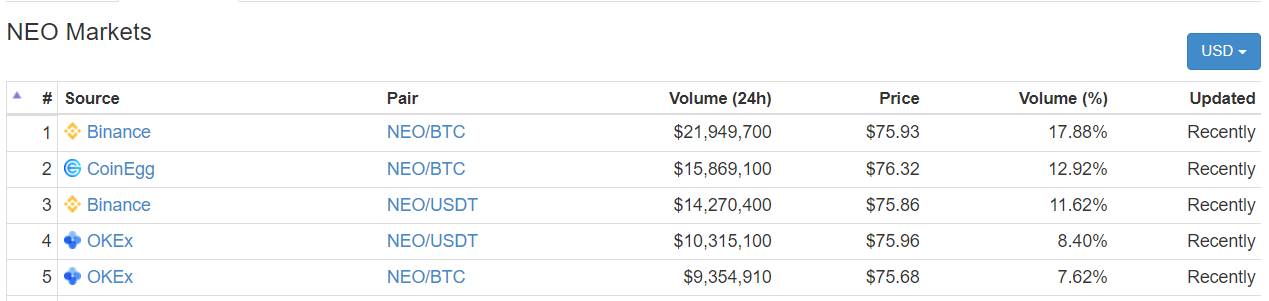 NEO Markets
USD
# Source Pair Volume (24h) Price Volume (%) Updated
1 Binance NEO/BTC $21,949,700 $75.93 17.88% Recently
2 CoinEgg NEO/BTC $15,869,100 $76.32 12.92% Recently
3 Binance NEO/USDT $14,270,400 $75.86 11.62% Recently
4 OKEx NEO/USDT $10,315,100 $75.96 8.40% Recently
5 OKEx NEO/BTC $9,354,910 $75.68 7.62% Recently